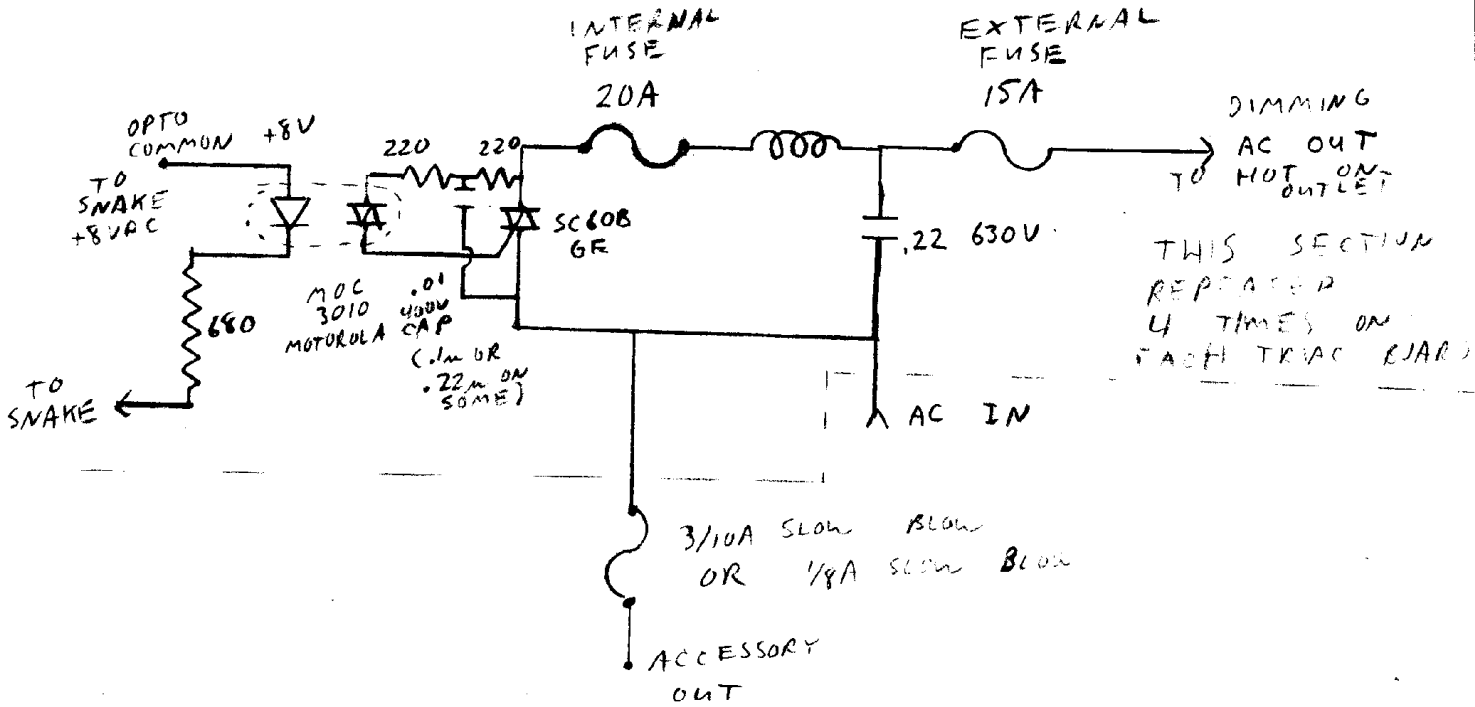 INTERNAL
FUSE
20A
EXTERNAL
FUSE
15A
OPTO
COMMON
+8V
TO
SNAKE
+8VAC
220
220
DIMMING
AC OUT
TO HOT ON
OUTLET
SC60B
GE
.22 630V
680
MOC
3010
MOTOROLA
.01
400V
CAP
(.1m OR
.22m ON
SOME)
THIS SECTION
REPEATED
4 TIMES ON
EACH TRIAC
TO
SNAKE
AC IN
3/10A SLOW BLOW
OR 1/8A SLOW BLOW
ACCESSORY
OUT